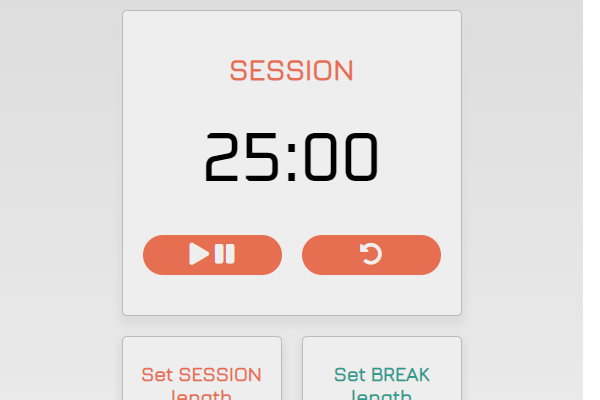 SESSION
25:00
Set SESSION
length
Set BREAK
length